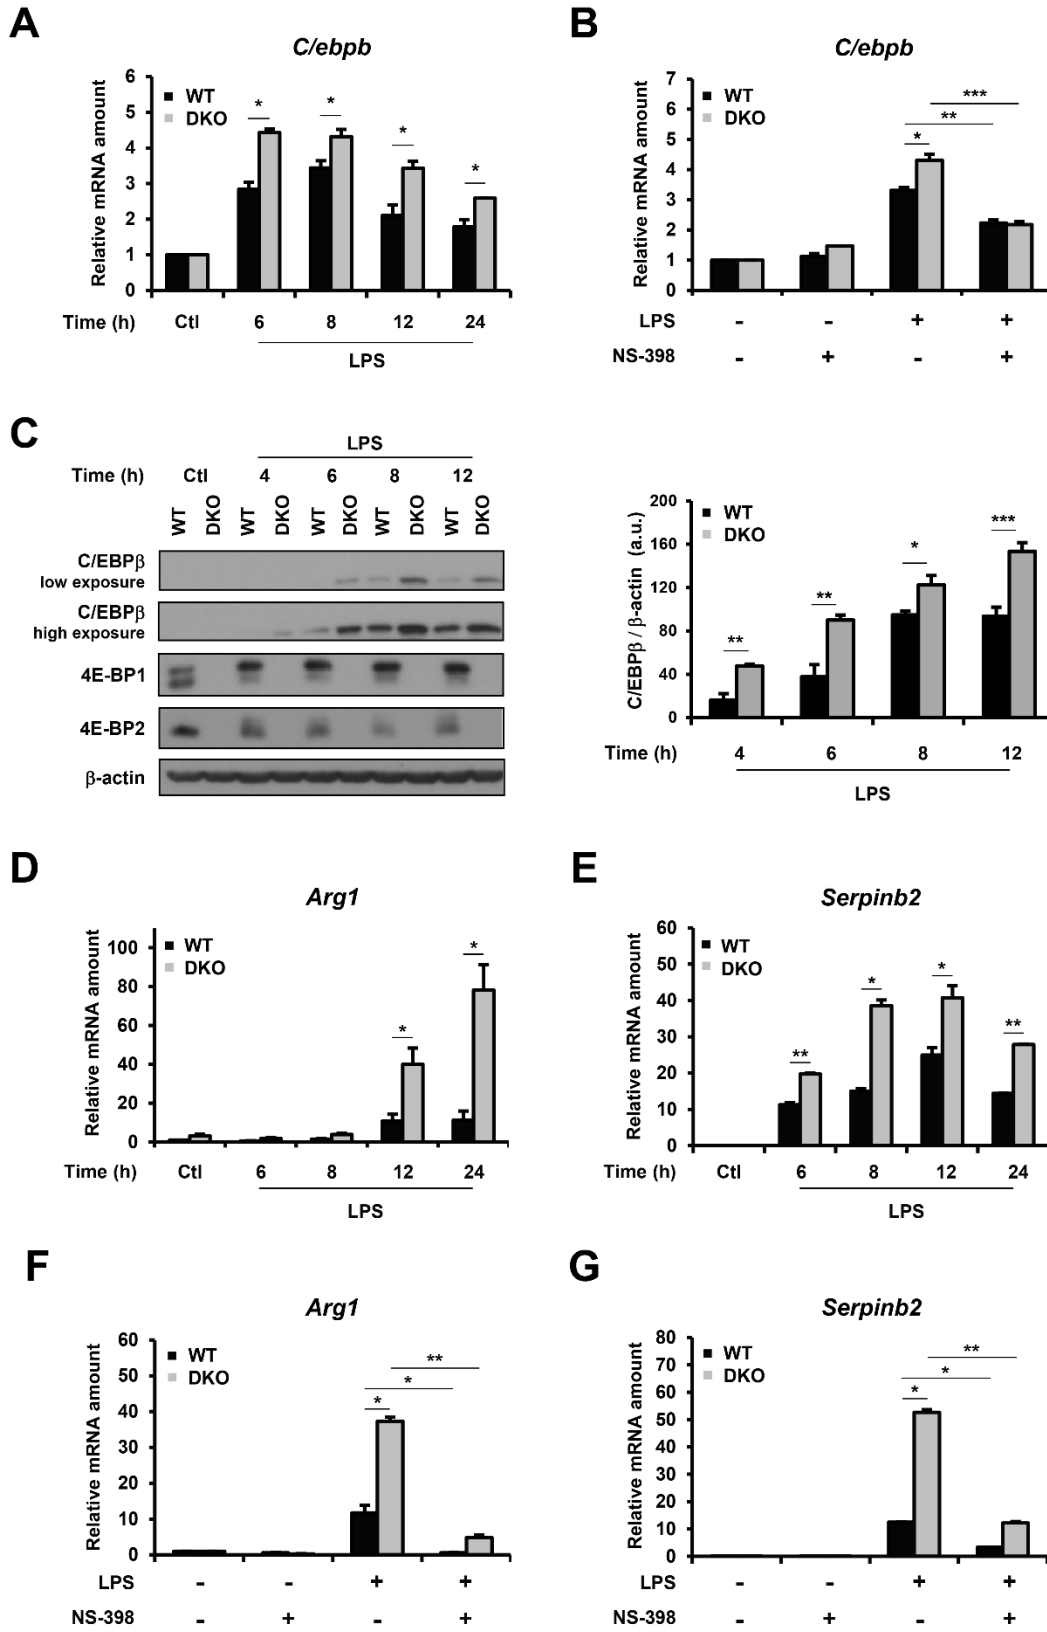 A
C/ebpb
Relative mRNA amount
6
5
4
3
2
1
0
WT
DKO
*
*
*
*
Time (h) Ctl 6 8 12 24
LPS
B
C/ebpb
Relative mRNA amount
7
6
5
4
3
2
1
0
WT
DKO
***
**
*
LPS - - + +
NS-398 - + - +
C
LPS
Time (h) Ctl 4 6 8 12
WT DKO WT DKO WT DKO WT DKO WT DKO
C/EBPβ
low exposure
C/EBPβ
high exposure
4E-BP1
4E-BP2
β-actin
C/EBPβ / β-actin (a.u.)
200
160
120
80
40
0
WT
DKO
**
**
*
***
Time (h) 4 6 8 12
LPS
D
Arg1
Relative mRNA amount
100
80
60
40
20
0
WT
DKO
*
*
Time (h) Ctl 6 8 12 24
LPS
E
Serpinb2
Relative mRNA amount
60
50
40
30
20
10
0
WT
DKO
**
*
*
**
Time (h) Ctl 6 8 12 24
LPS
F
Arg1
Relative mRNA amount
60
50
40
30
20
10
0
WT
DKO
**
*
*
LPS - - + +
NS-398 - + - +
G
Serpinb2
Relative mRNA amount
80
70
60
50
40
30
20
10
0
WT
DKO
**
*
*
LPS - - + +
NS-398 - + - +